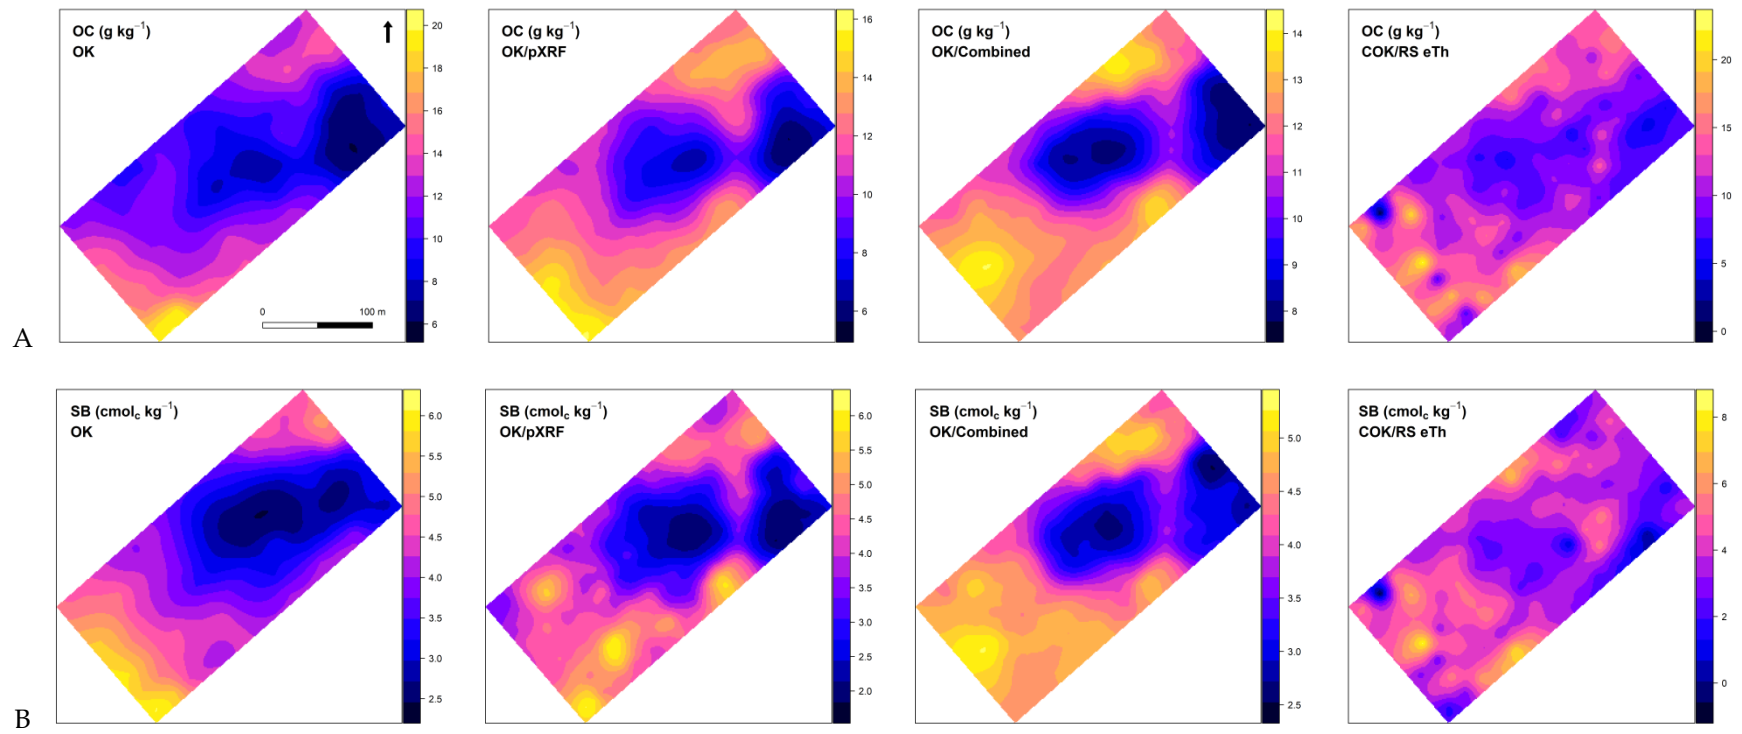 OC (g kg⁻¹)
OK
20
18
16
14
12
10
8
6
0 100 m
OC (g kg⁻¹)
OK/pXRF
16
14
12
10
8
6
OC (g kg⁻¹)
OK/Combined
14
13
12
11
10
9
8
OC (g kg⁻¹)
COK/RS eTh
20
15
10
5
0
A
SB (cmolc kg⁻¹)
OK
6.0
5.5
5.0
4.5
4.0
3.5
3.0
2.5
SB (cmolc kg⁻¹)
OK/pXRF
6.0
5.5
5.0
4.5
4.0
3.5
3.0
2.5
2.0
SB (cmolc kg⁻¹)
OK/Combined
5.0
4.5
4.0
3.5
3.0
2.5
SB (cmolc kg⁻¹)
COK/RS eTh
8
6
4
2
0
B